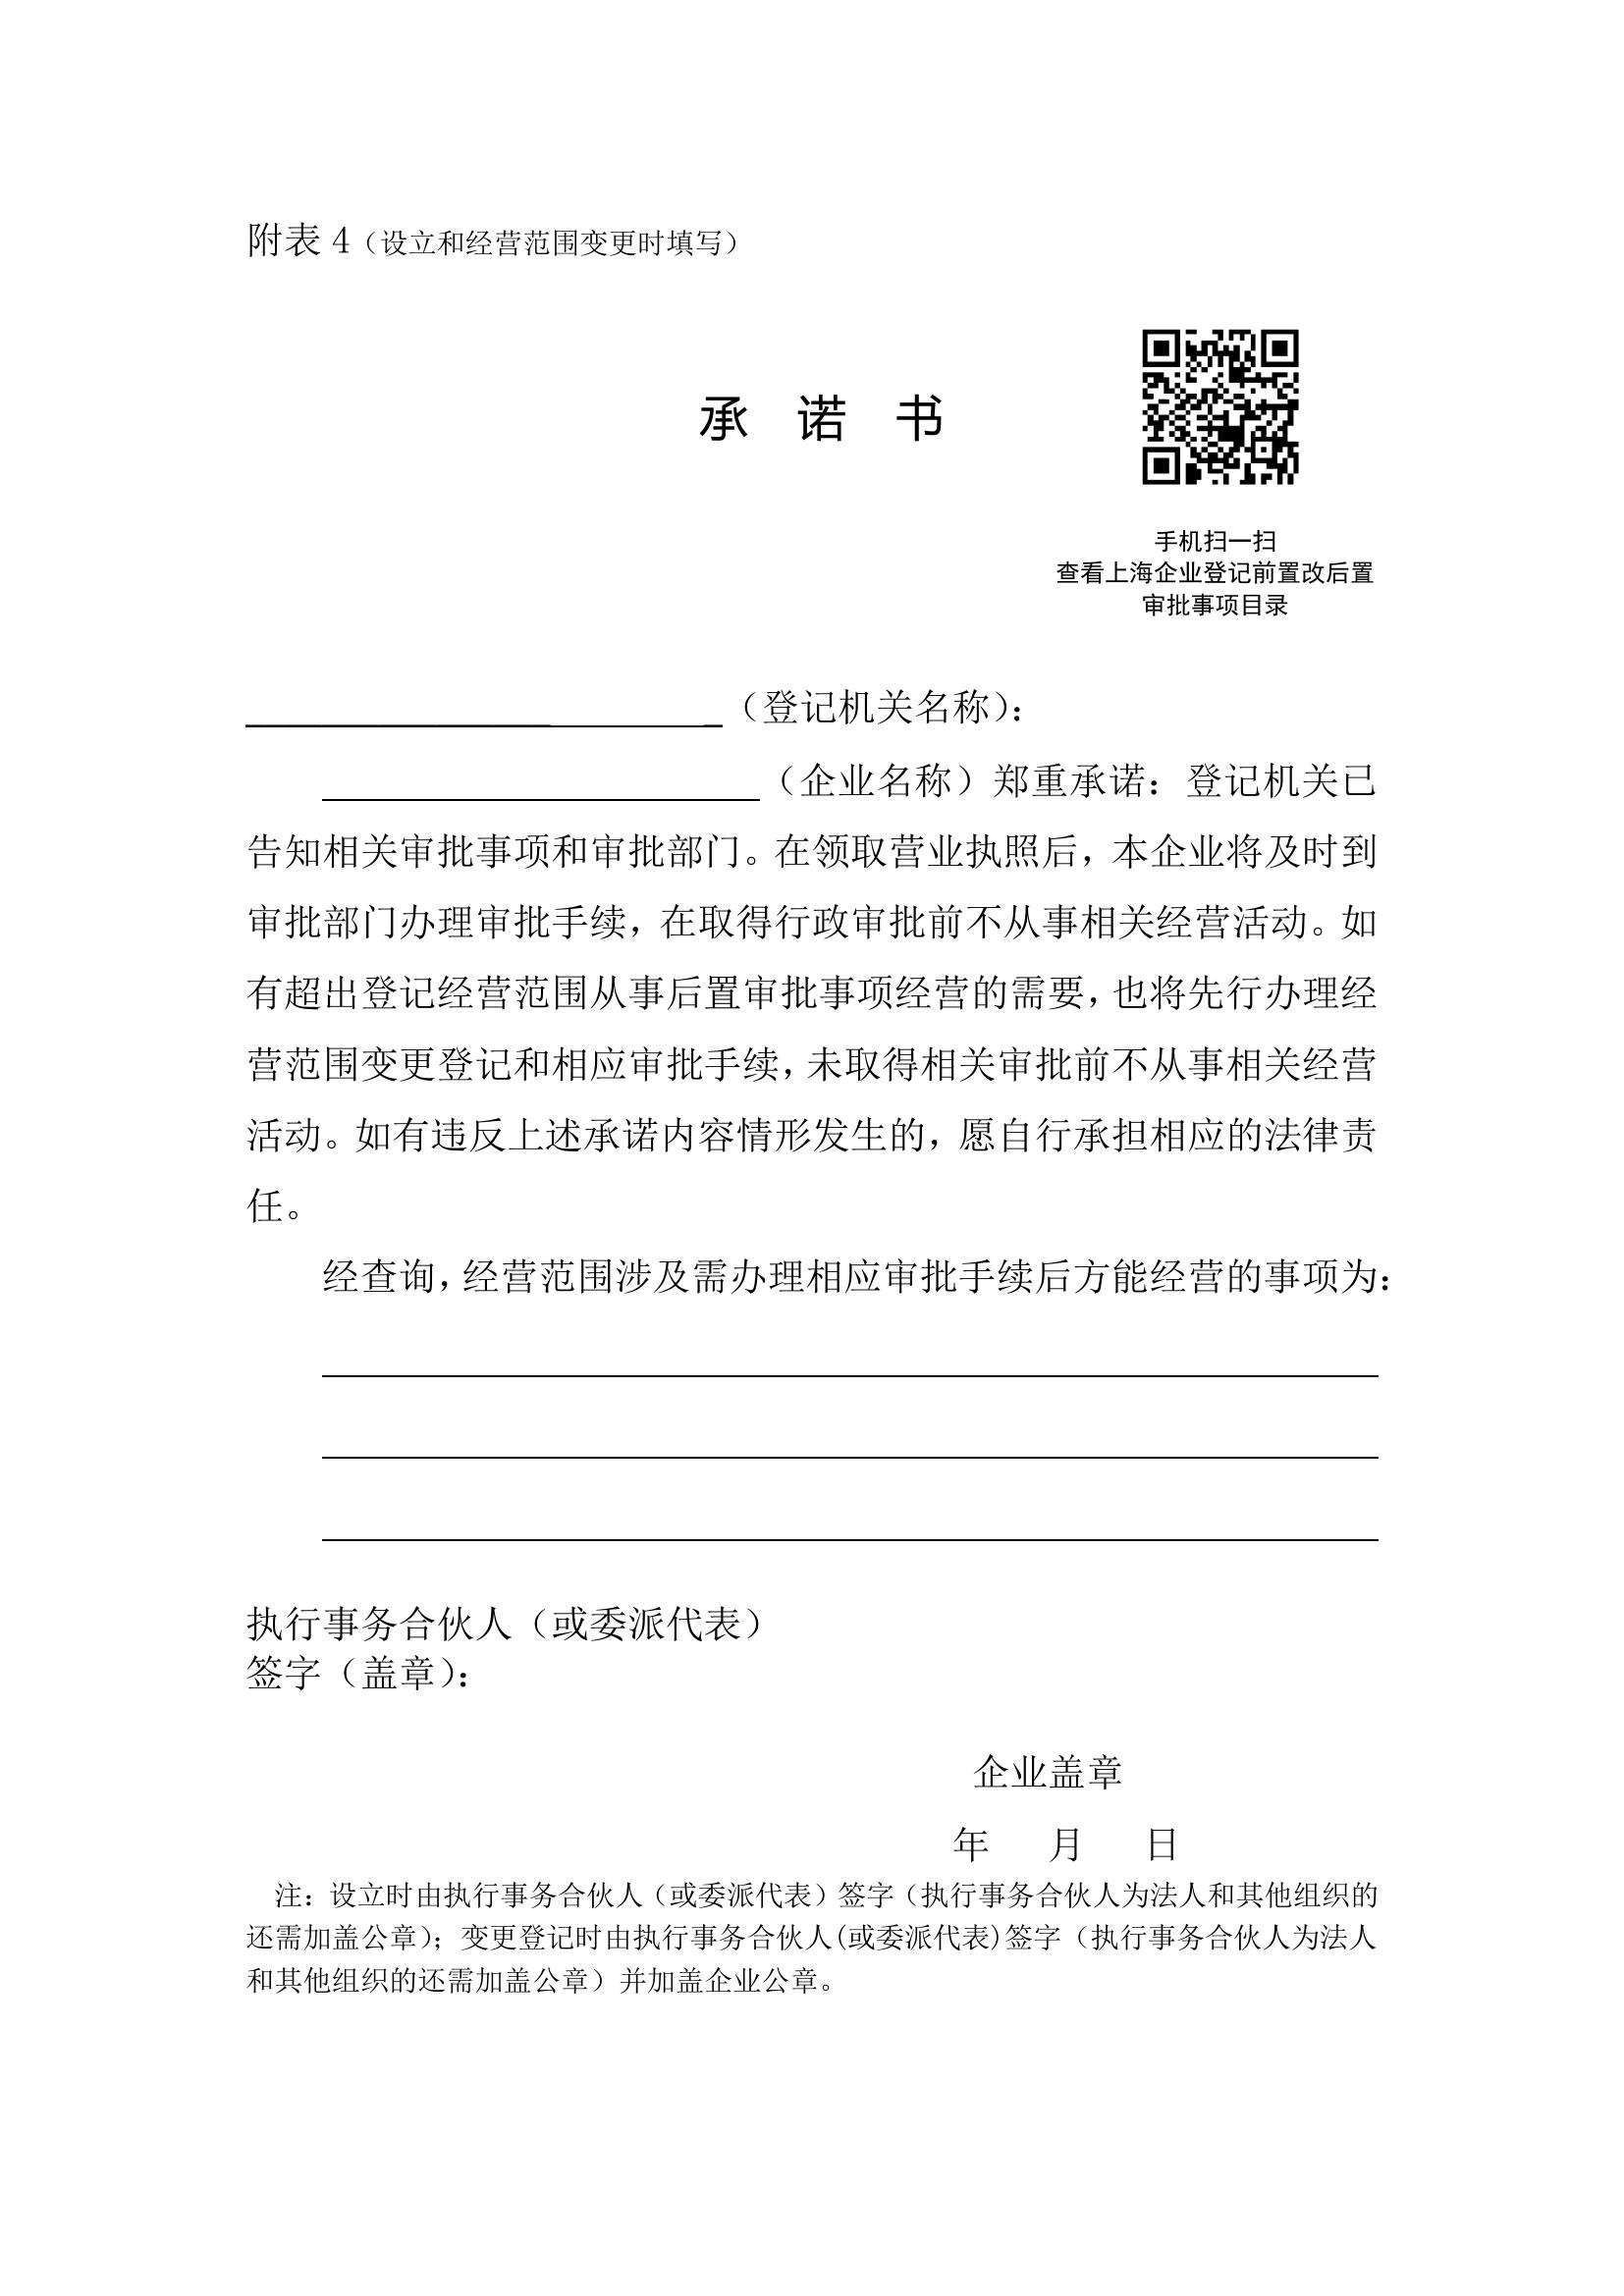 附表 4（设立和经营范围变更时填写）
承 诺 书
手机扫一扫
查看上海企业登记前置改后置
审批事项目录
（登记机关名称）：
（企业名称）郑重承诺：登记机关已
告知相关审批事项和审批部门。在领取营业执照后，本企业将及时到
审批部门办理审批手续，在取得行政审批前不从事相关经营活动。如
有超出登记经营范围从事后置审批事项经营的需要，也将先行办理经
营范围变更登记和相应审批手续，未取得相关审批前不从事相关经营
活动。如有违反上述承诺内容情形发生的，愿自行承担相应的法律责
任。
经查询，经营范围涉及需办理相应审批手续后方能经营的事项为：
执行事务合伙人（或委派代表）
签字（盖章）：
企业盖章
年 月 日
注：设立时由执行事务合伙人（或委派代表）签字（执行事务合伙人为法人和其他组织的
还需加盖公章）；变更登记时由执行事务合伙人(或委派代表)签字（执行事务合伙人为法人
和其他组织的还需加盖公章）并加盖企业公章。